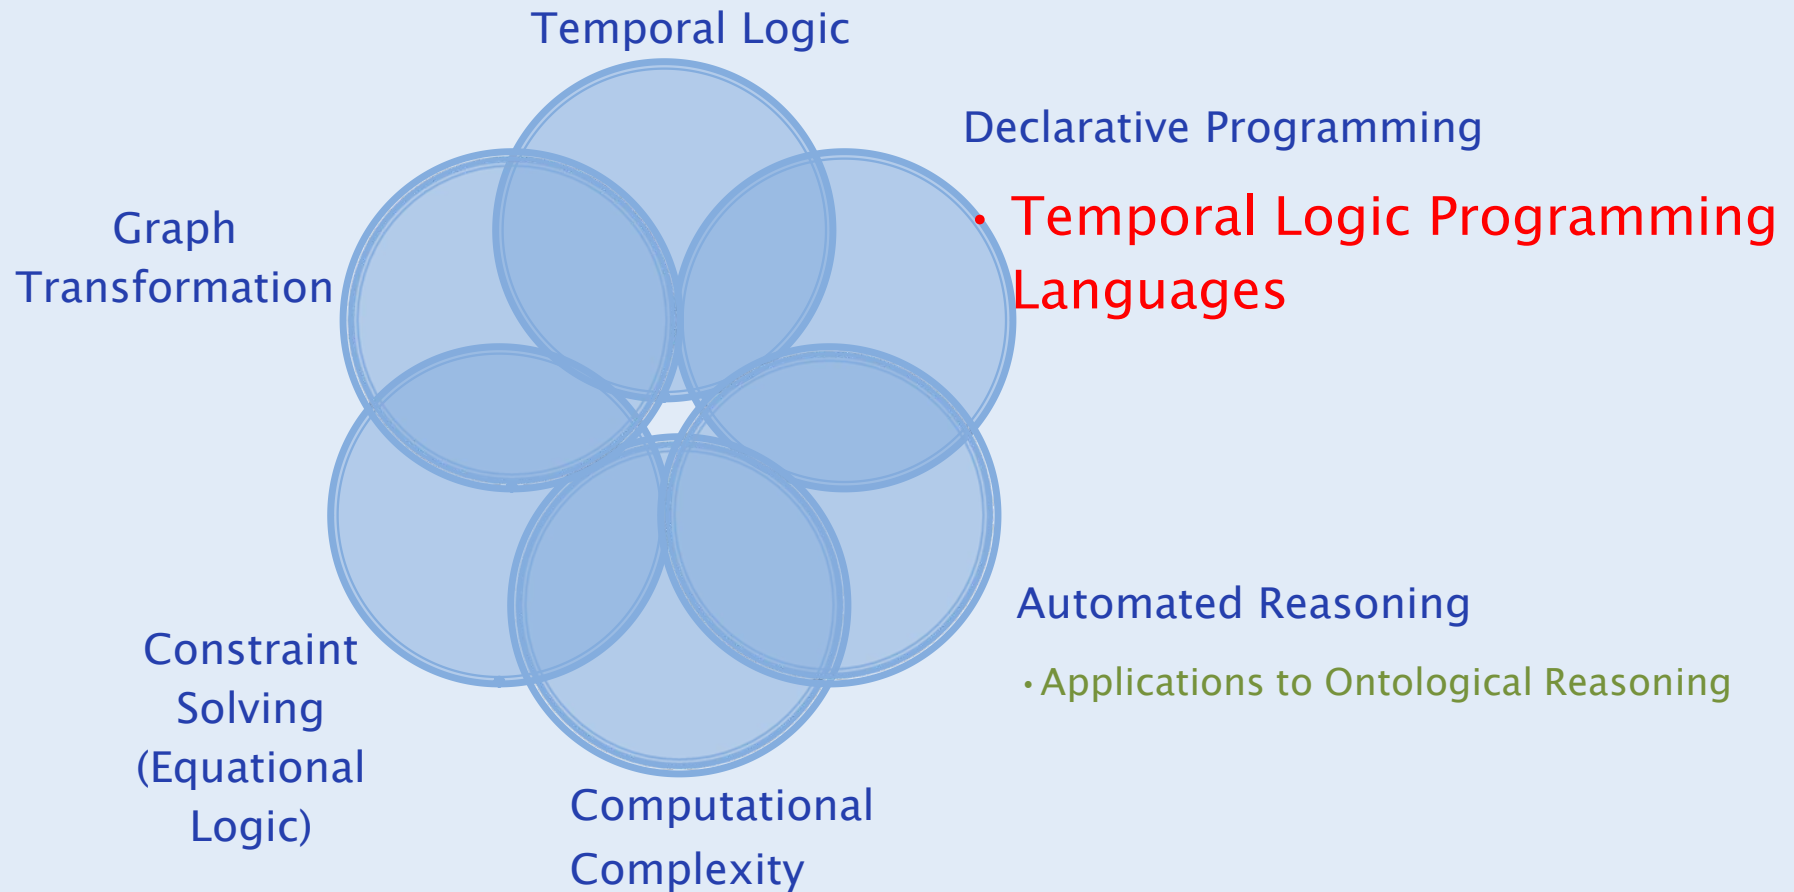 Temporal Logic
Declarative Programming
• Temporal Logic Programming
Languages
Graph
Transformation
Automated Reasoning
• Applications to Ontological Reasoning
Constraint
Solving
(Equational
Logic)
Computational
Complexity